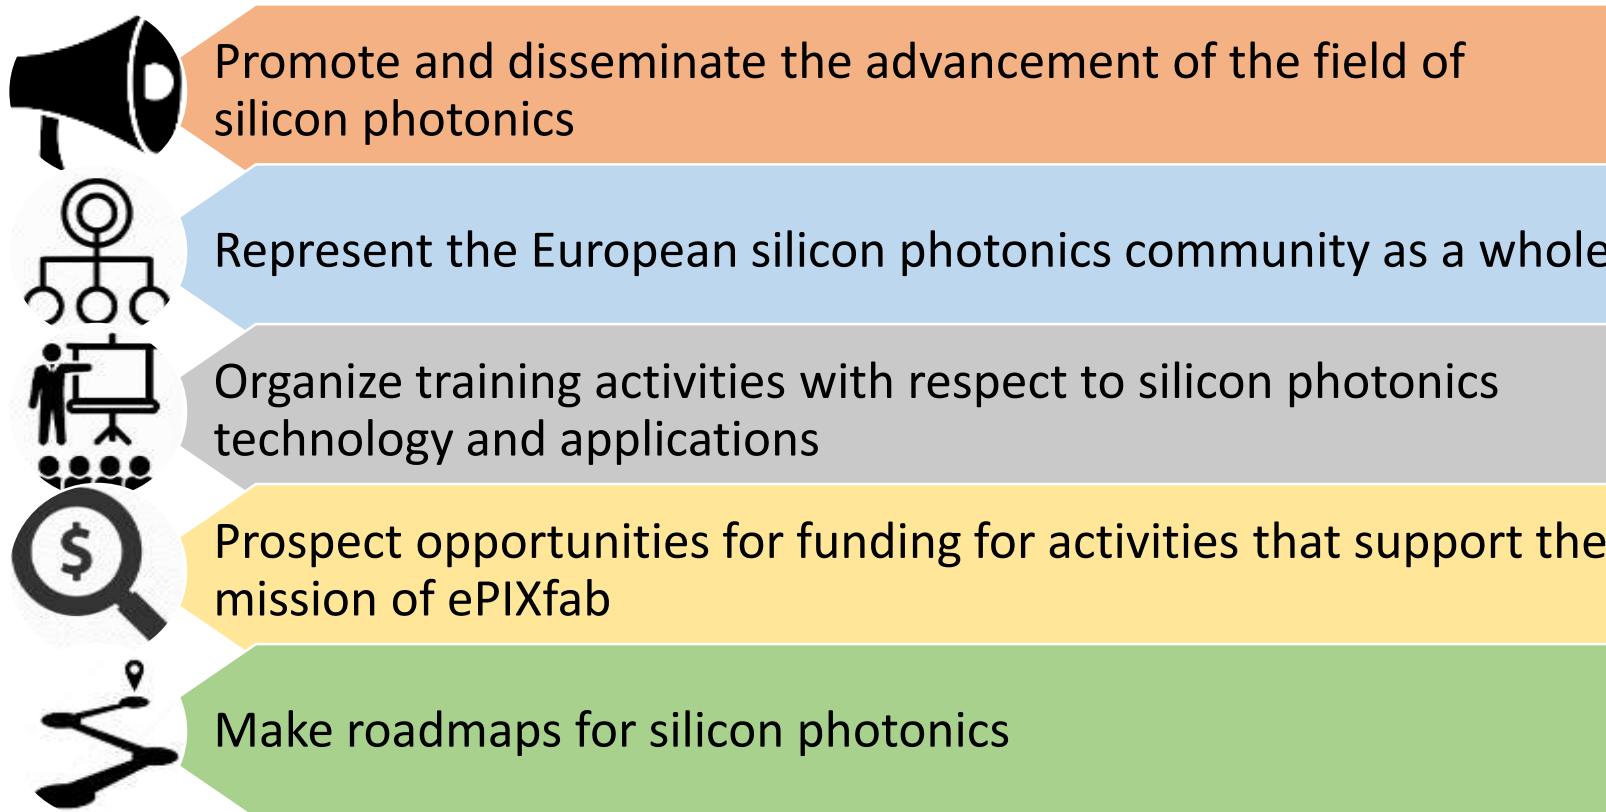 Promote and disseminate the advancement of the field of
silicon photonics
Represent the European silicon photonics community as a whole
Organize training activities with respect to silicon photonics
technology and applications
$
Prospect opportunities for funding for activities that support the
mission of ePIXfab
Make roadmaps for silicon photonics